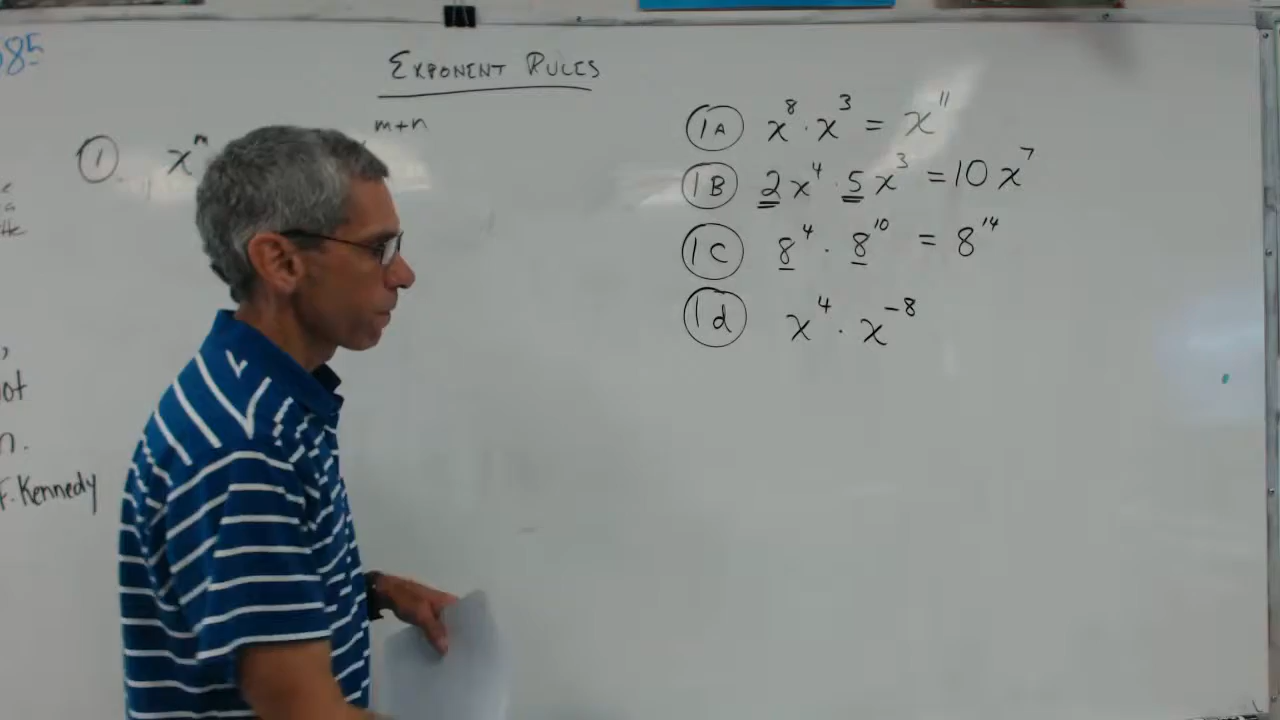 85
EXPONENT RULES
① xᵐ
m+n
1A x⁸ · x³ = x¹¹
1B 2x⁴ · 5x³ = 10x⁷
1C 8⁴ · 8¹⁰ = 8¹⁴
1d x⁴ · x⁻⁸
n.
F. Kennedy